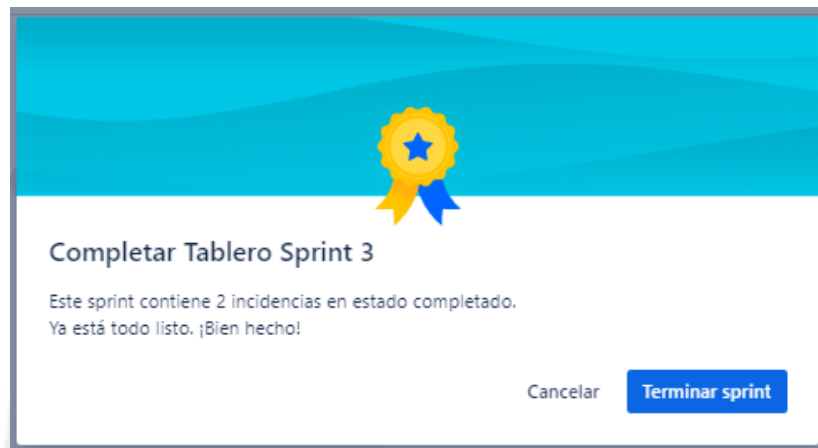 Completar Tablero Sprint 3
Este sprint contiene 2 incidencias en estado completado.
Ya está todo listo. ¡Bien hecho!
Cancelar
Terminar sprint